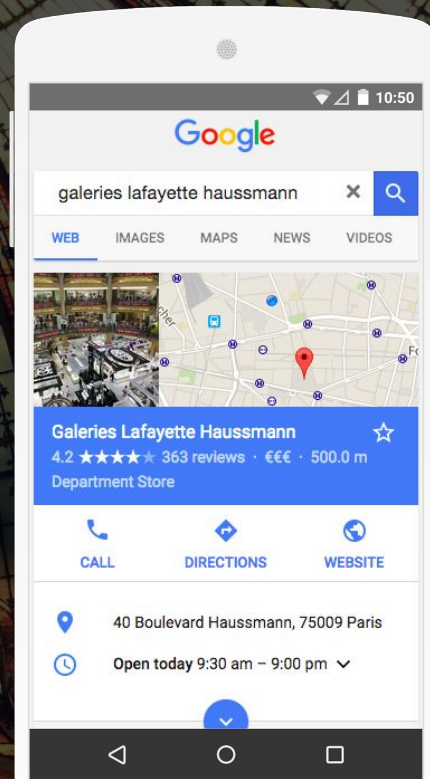 10:50
Google
galeries lafayette haussmann
WEB IMAGES MAPS NEWS VIDEOS
Galeries Lafayette Haussmann
4.2 ★★★★★ 363 reviews · €€€ · 500.0 m
Department Store
CALL DIRECTIONS WEBSITE
40 Boulevard Haussmann, 75009 Paris
Open today 9:30 am – 9:00 pm